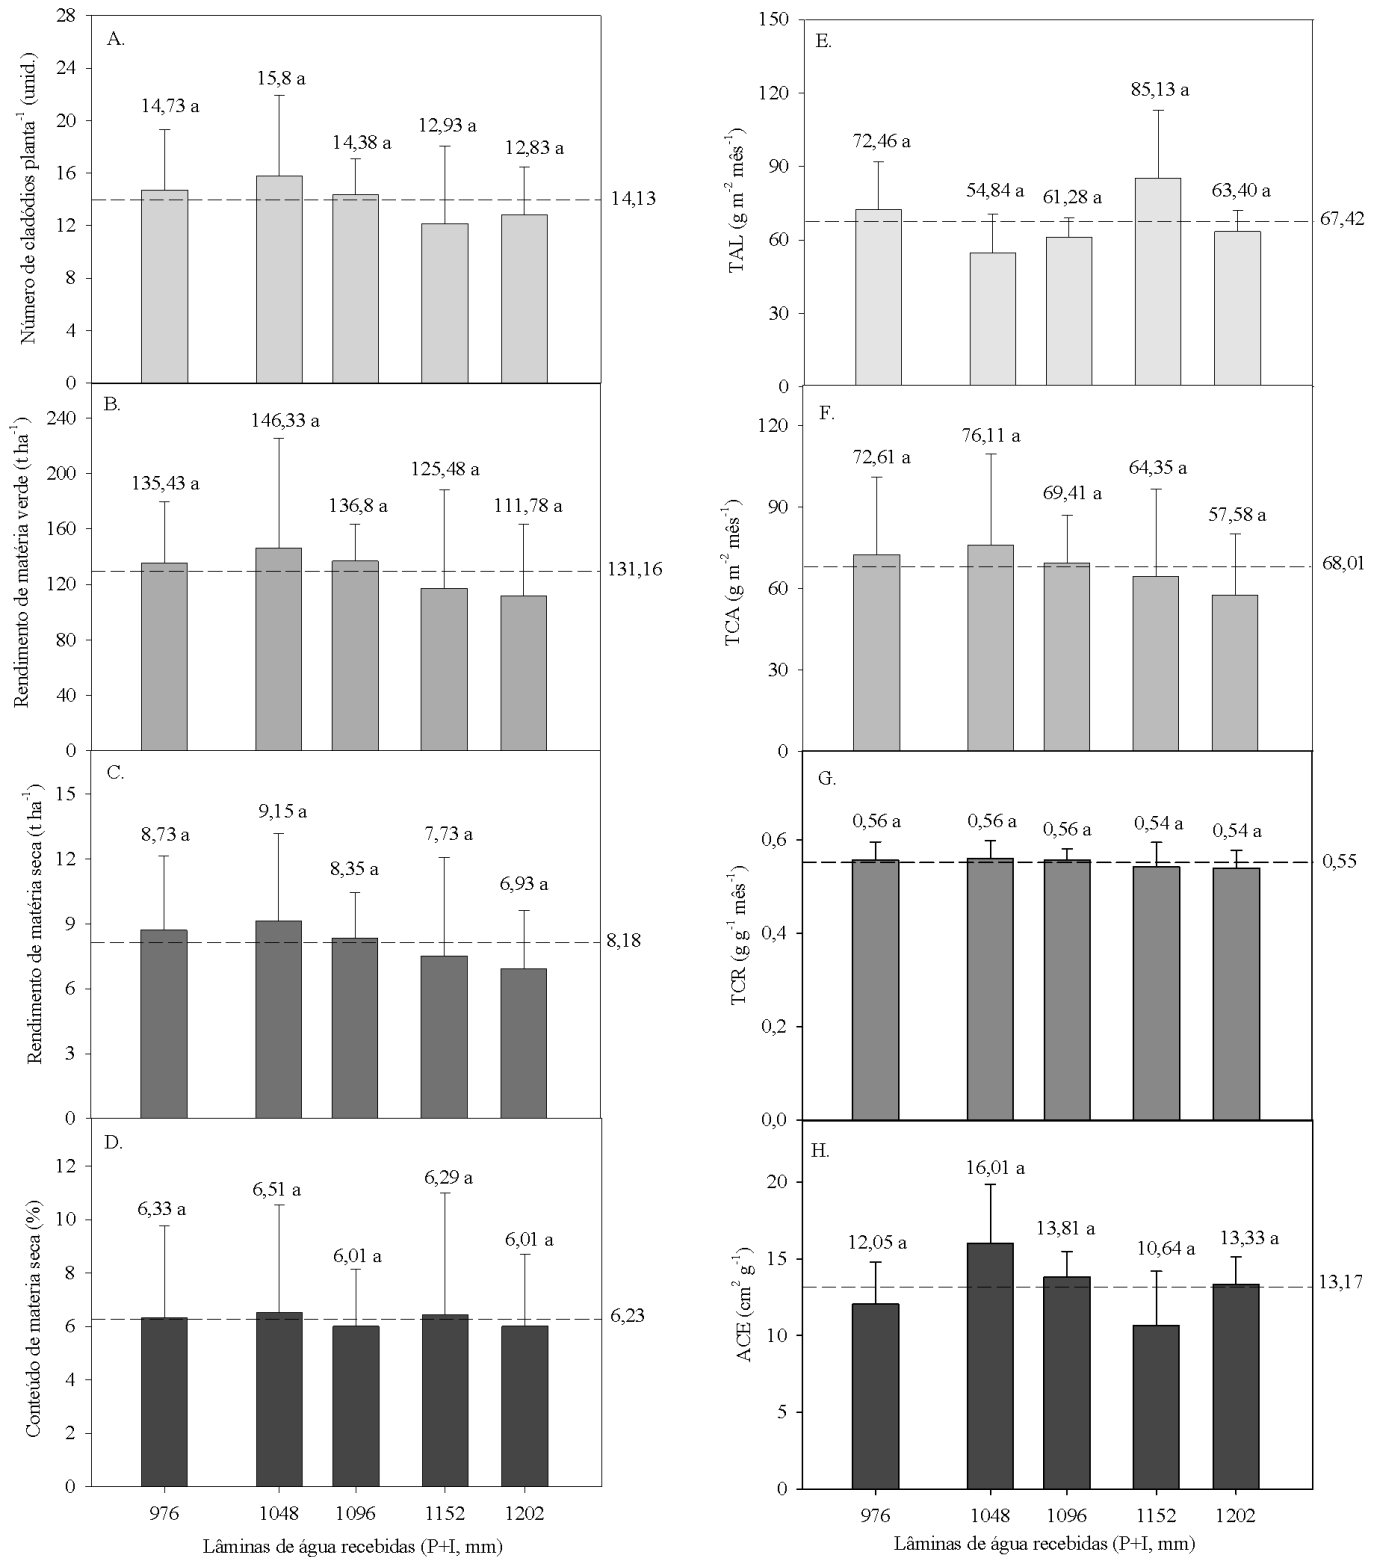 A.
Número de cladódios planta⁻¹ (unid.)
28
24
20
16
12
8
4
0
14,73 a
15,8 a
14,38 a
12,93 a
12,83 a
14,13
B.
Rendimento de matéria verde (t ha⁻¹)
240
200
160
120
80
40
0
135,43 a
146,33 a
136,8 a
125,48 a
111,78 a
131,16
C.
Rendimento de matéria seca (t ha⁻¹)
15
12
9
6
3
0
8,73 a
9,15 a
8,35 a
7,73 a
6,93 a
8,18
D.
Conteúdo de materia seca (%)
12
10
8
6
4
2
0
6,33 a
6,51 a
6,01 a
6,29 a
6,01 a
6,23
976
1048
1096
1152
1202
Lâminas de água recebidas (P+I, mm)
E.
TAL (g m⁻² mês⁻¹)
150
120
90
60
30
0
72,46 a
54,84 a
61,28 a
85,13 a
63,40 a
67,42
F.
TCA (g m⁻² mês⁻¹)
120
90
60
30
0
72,61 a
76,11 a
69,41 a
64,35 a
57,58 a
68,01
G.
TCR (g g⁻¹ mês⁻¹)
0,6
0,4
0,2
0,0
0,56 a
0,56 a
0,56 a
0,54 a
0,54 a
0,55
H.
ACE (cm² g⁻¹)
20
15
10
5
0
12,05 a
16,01 a
13,81 a
10,64 a
13,33 a
13,17
976
1048
1096
1152
1202
Lâminas de água recebidas (P+I, mm)